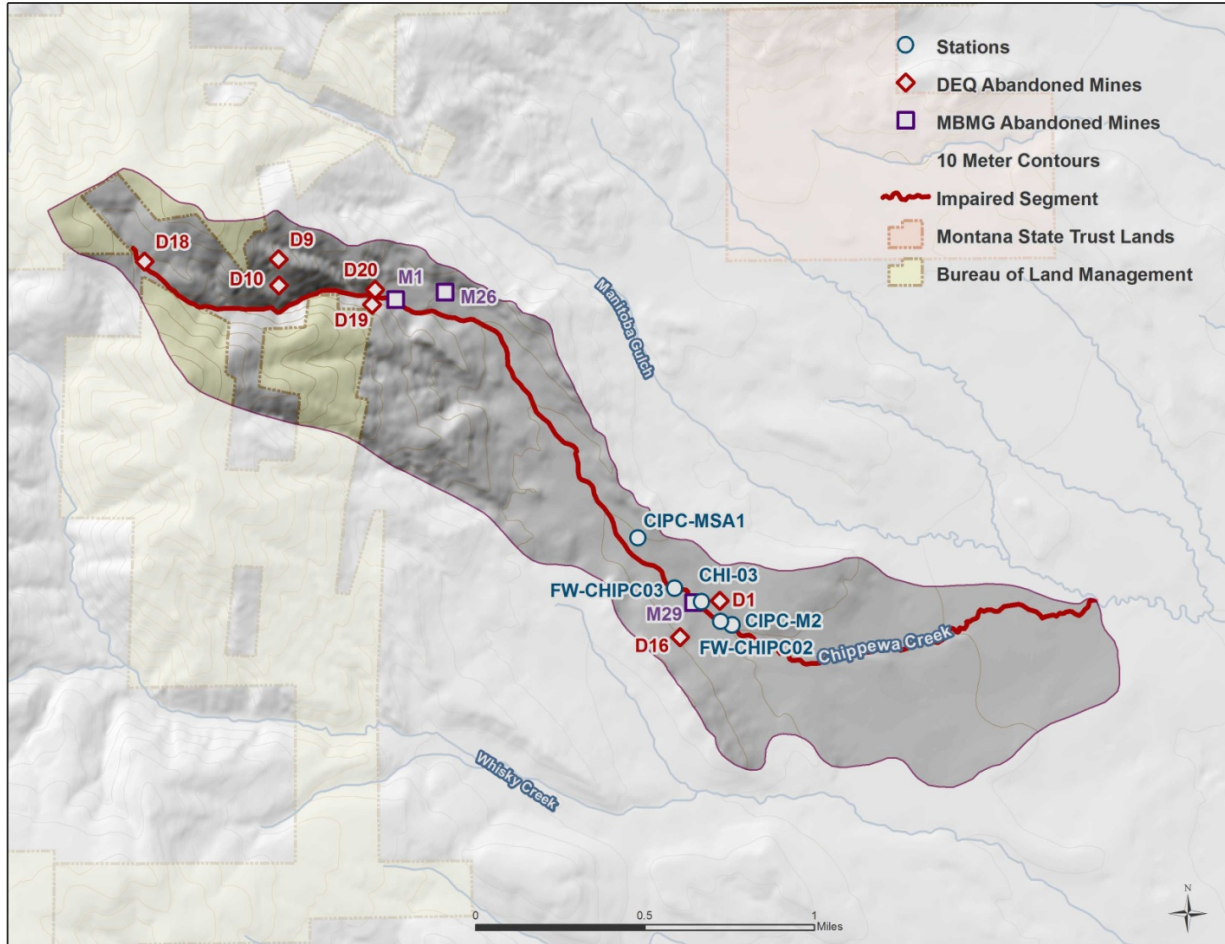 Stations
DEQ Abandoned Mines
MBMG Abandoned Mines
10 Meter Contours
Impaired Segment
Montana State Trust Lands
Bureau of Land Management
D18
D9
D10
D20
M1
M26
D19
Manitoba Gulch
CIPC-MSA1
CHI-03
FW-CHIPC03
D1
M29
CIPC-M2
D16
FW-CHIPC02
Chippewa Creek
Whisky Creek
N
0
0.5
1
Miles